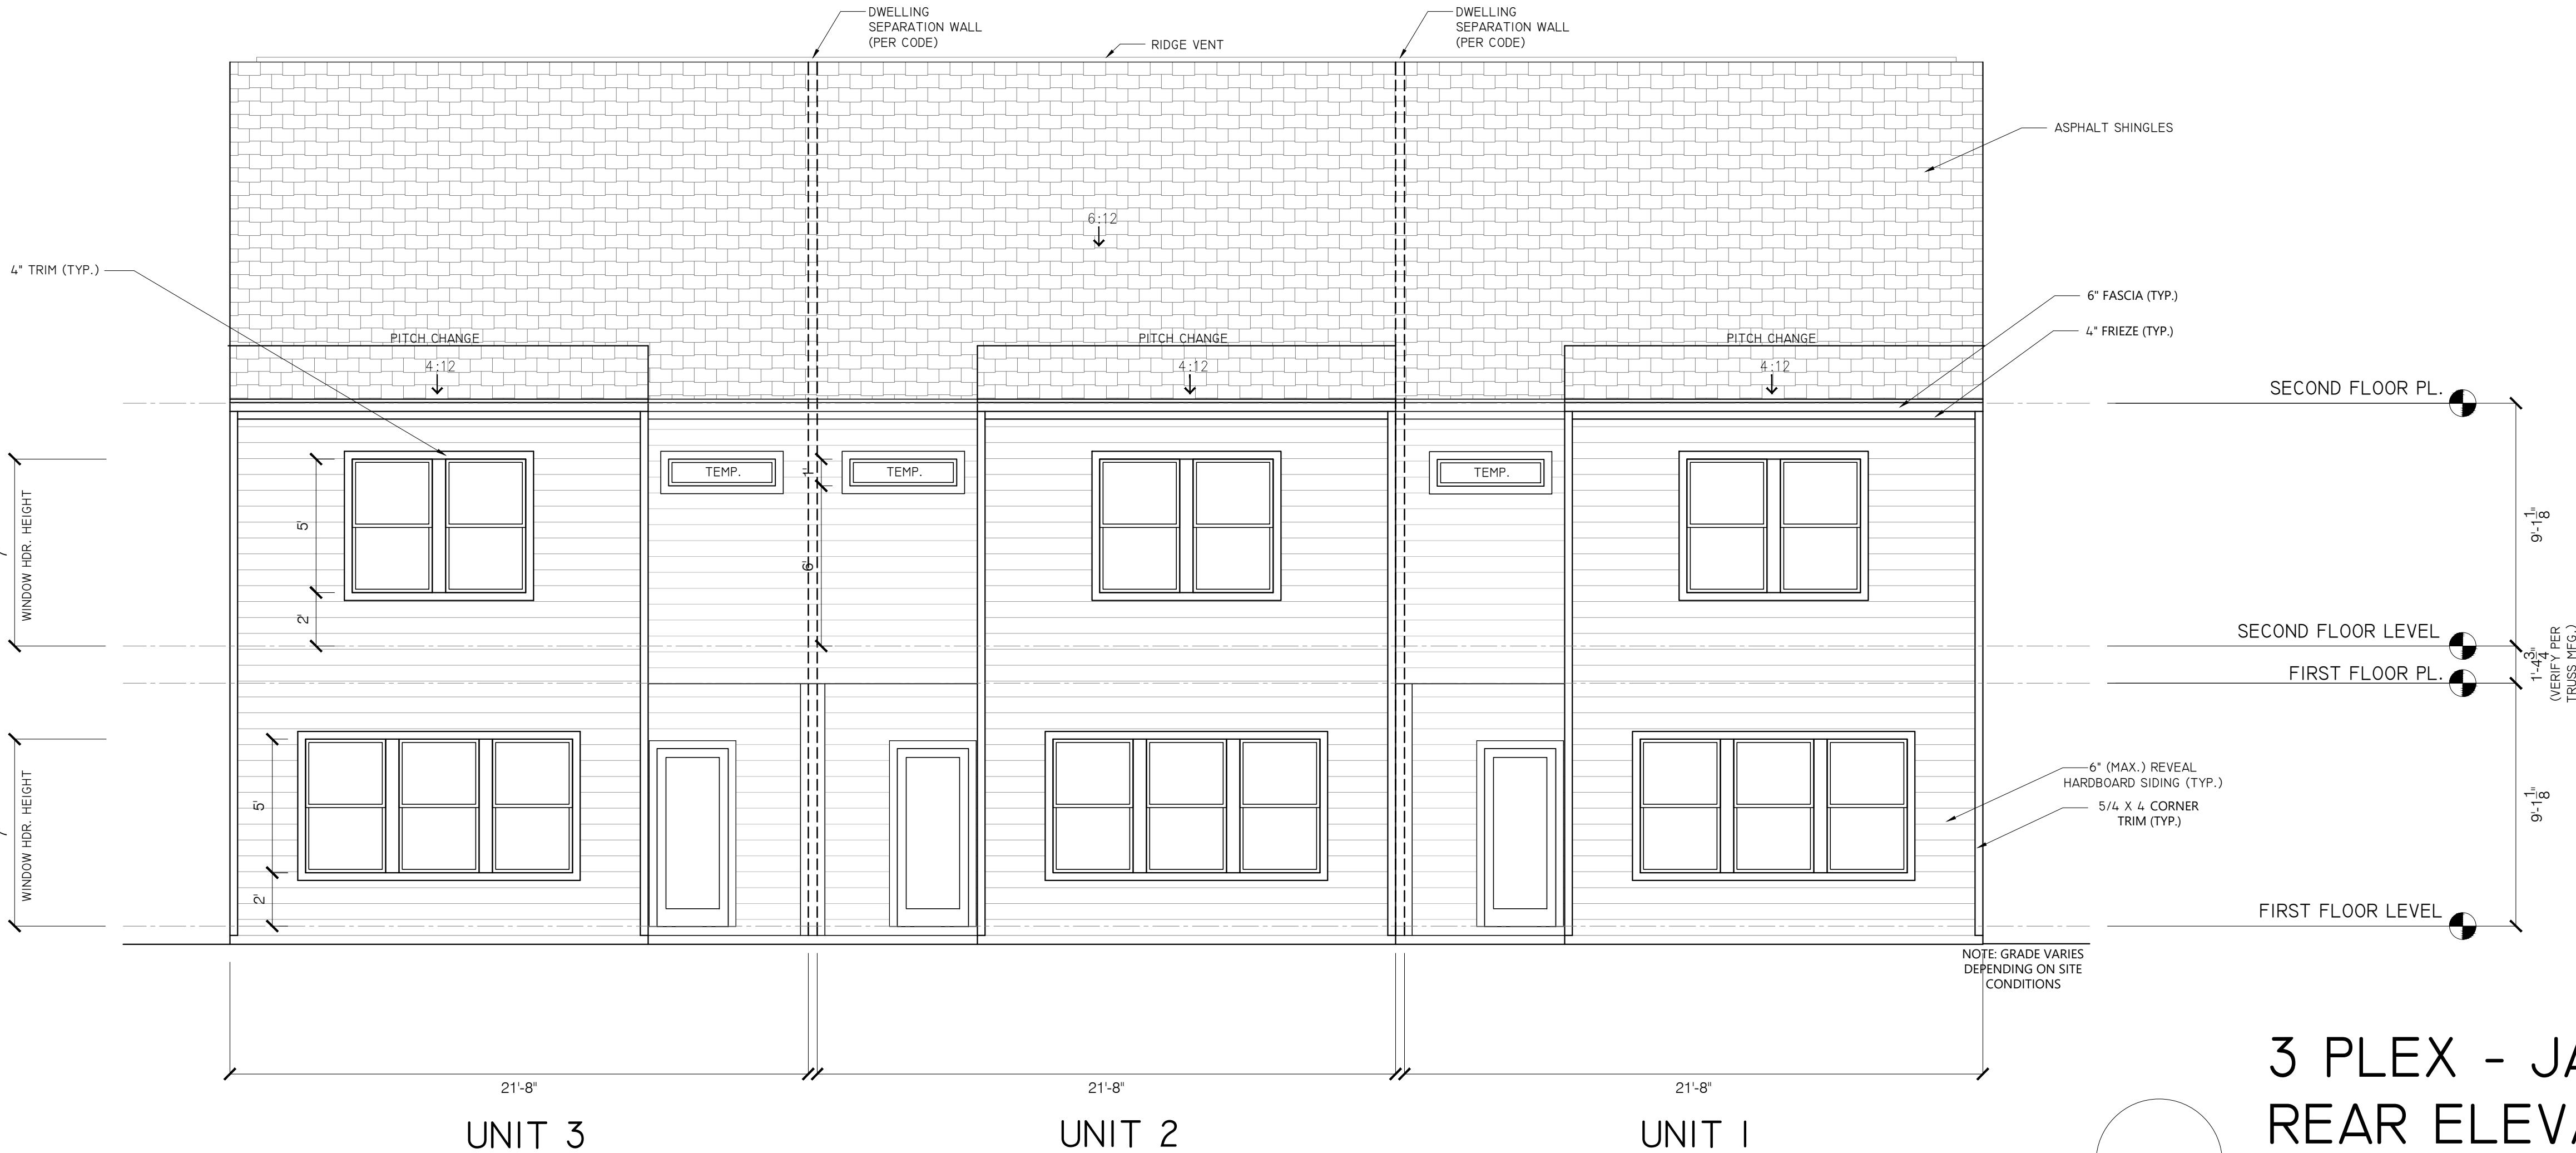 DWELLING
SEPARATION WALL
(PER CODE)
RIDGE VENT
DWELLING
SEPARATION WALL
(PER CODE)
ASPHALT SHINGLES
6:12
4" TRIM (TYP.)
6" FASCIA (TYP.)
4" FRIEZE (TYP.)
PITCH CHANGE
4:12
PITCH CHANGE
4:12
PITCH CHANGE
4:12
SECOND FLOOR PL.
TEMP.
TEMP.
TEMP.
1'
5'
2'
6'
WINDOW HDR. HEIGHT
9'-1 1/8"
SECOND FLOOR LEVEL
1'-4 3/4"
(VERIFY PER
TRUSS MFG.)
FIRST FLOOR PL.
WINDOW HDR. HEIGHT
5'
2'
9'-1 1/8"
6" (MAX.) REVEAL
HARDBOARD SIDING (TYP.)
5/4 X 4 CORNER
TRIM (TYP.)
FIRST FLOOR LEVEL
NOTE: GRADE VARIES
DEPENDING ON SITE
CONDITIONS
21'-8"
21'-8"
21'-8"
UNIT 3
UNIT 2
UNIT 1
3 PLEX - JA
REAR ELEVA